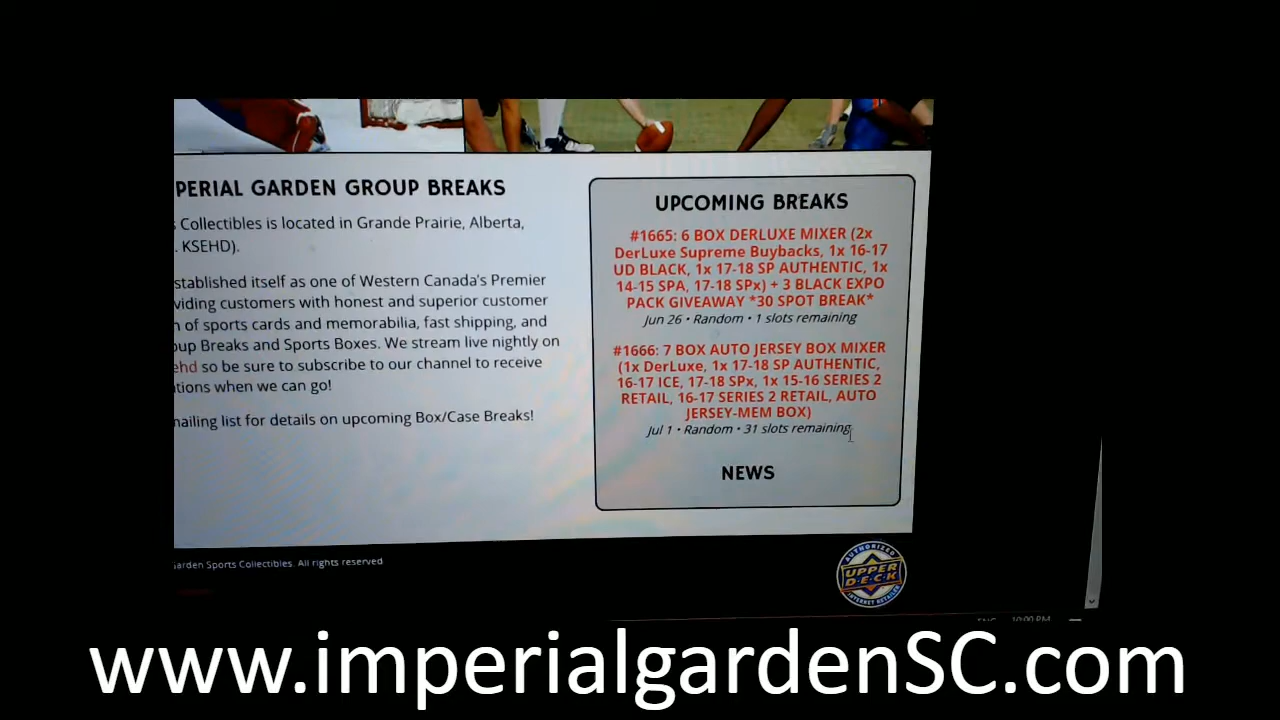 PERIAL GARDEN GROUP BREAKS
s Collectibles is located in Grande Prairie, Alberta,
. KSEHD).
stablished itself as one of Western Canada's Premier
viding customers with honest and superior customer
n of sports cards and memorabilia, fast shipping, and
oup Breaks and Sports Boxes. We stream live nightly on
ehd so be sure to subscribe to our channel to receive
ations when we can go!
nailing list for details on upcoming Box/Case Breaks!
UPCOMING BREAKS
#1665: 6 BOX DERLUXE MIXER (2x
DerLuxe Supreme Buybacks, 1x 16-17
UD BLACK, 1x 17-18 SP AUTHENTIC, 1x
14-15 SPA, 17-18 SPx) + 3 BLACK EXPO
PACK GIVEAWAY *30 SPOT BREAK*
Jun 26 • Random • 1 slots remaining
#1666: 7 BOX AUTO JERSEY BOX MIXER
(1x DerLuxe, 1x 17-18 SP AUTHENTIC,
16-17 ICE, 17-18 SPx, 1x 15-16 SERIES 2
RETAIL, 16-17 SERIES 2 RETAIL, AUTO
JERSEY-MEM BOX)
Jul 1 • Random • 31 slots remaining
NEWS
Garden Sports Collectibles. All rights reserved
AUTHORIZED
UPPER
D·E·C·K
INTERNET RETAILER
10:00 PM
www.imperialgardenSC.com